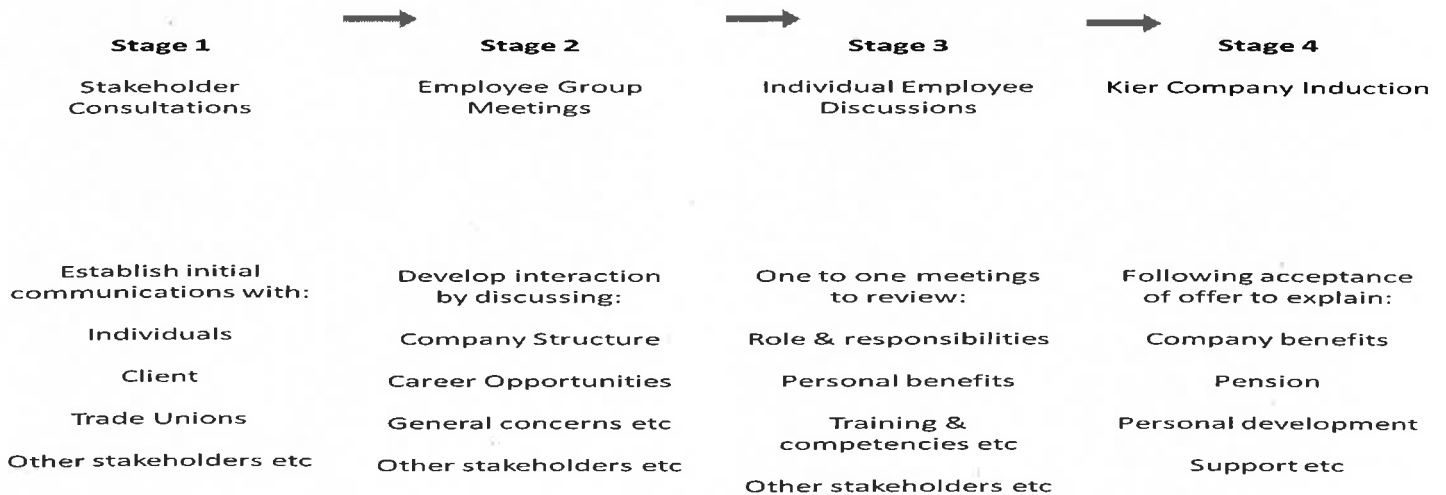 Stage 1
Stakeholder
Consultations
Establish initial
communications with:
Individuals
Client
Trade Unions
Other stakeholders etc
Stage 2
Employee Group
Meetings
Develop interaction
by discussing:
Company Structure
Career Opportunities
General concerns etc
Other stakeholders etc
Stage 3
Individual Employee
Discussions
One to one meetings
to review:
Role & responsibilities
Personal benefits
Training &
competencies etc
Other stakeholders etc
Stage 4
Kier Company Induction
Following acceptance
of offer to explain:
Company benefits
Pension
Personal development
Support etc